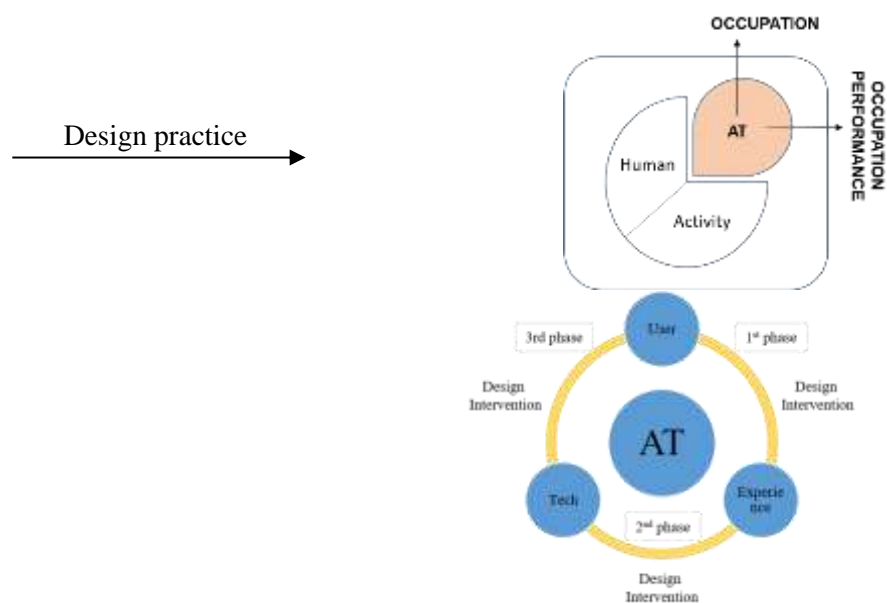 OCCUPATION
Design practice
AT
OCCUPATION
PERFORMANCE
Human
Activity
User
3rd phase
1st phase
Design
Intervention
Design
Intervention
AT
Tech
Experie
nce
2nd phase
Design
Intervention